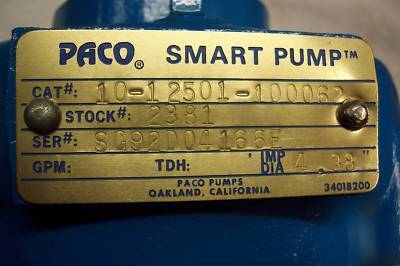 PACO® SMART PUMP™
CAT#: 10-12501-100062
STOCK#: 2381
SER#: SG92D04166E
GPM: TDH: IMP DIA 4.38"
PACO PUMPS
OAKLAND, CALIFORNIA 34018200